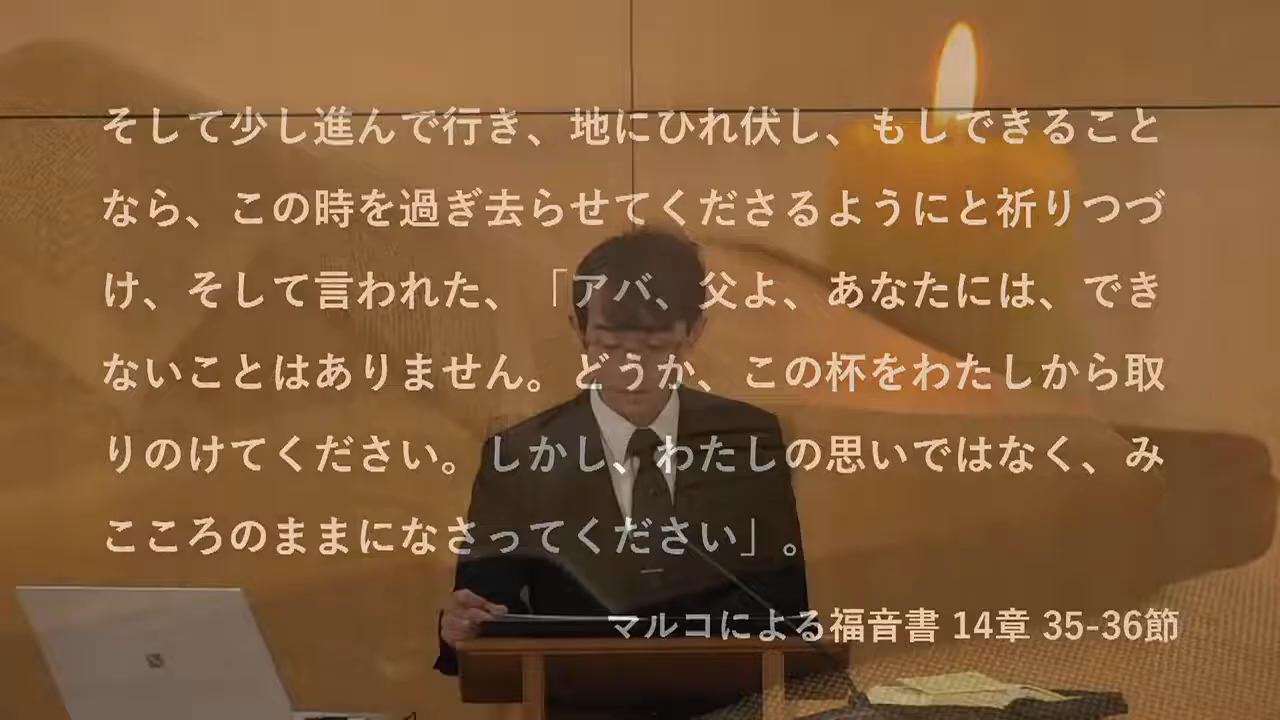 そして少し進んで行き、地にひれ伏し、もしできること
なら、この時を過ぎ去らせてくださるようにと祈りつづ
け、そして言われた、「アバ、父よ、あなたには、でき
ないことはありません。どうか、この杯をわたしから取
りのけてください。しかし、わたしの思いではなく、み
こころのままになさってください」。
マルコによる福音書 14章 35-36節